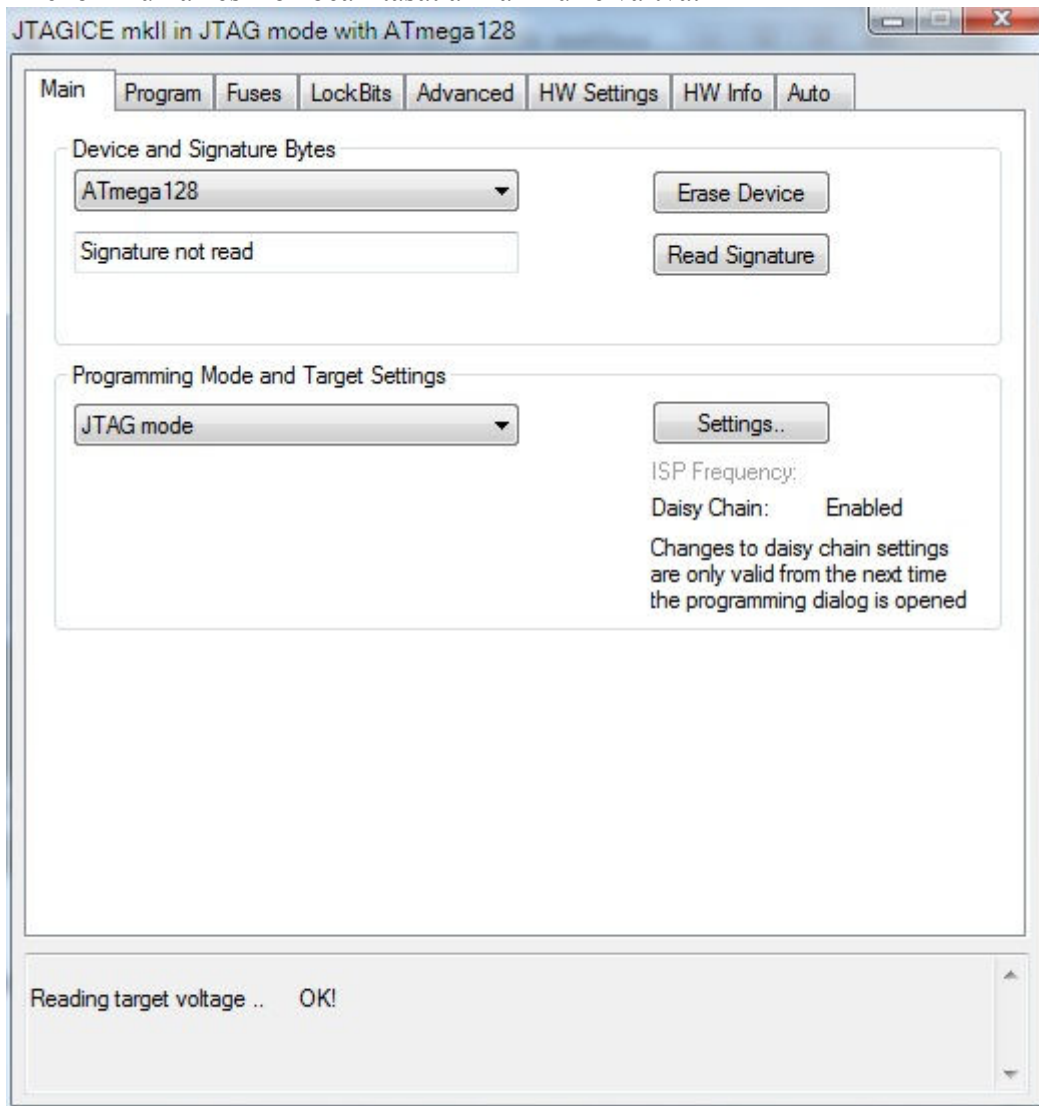 JTAGICE mkII in JTAG mode with ATmega128
Main Program Fuses LockBits Advanced HW Settings HW Info Auto
Device and Signature Bytes
ATmega128 Erase Device
Signature not read Read Signature
Programming Mode and Target Settings
JTAG mode Settings..
ISP Frequency:
Daisy Chain: Enabled
Changes to daisy chain settings
are only valid from the next time
the programming dialog is opened
Reading target voltage .. OK!